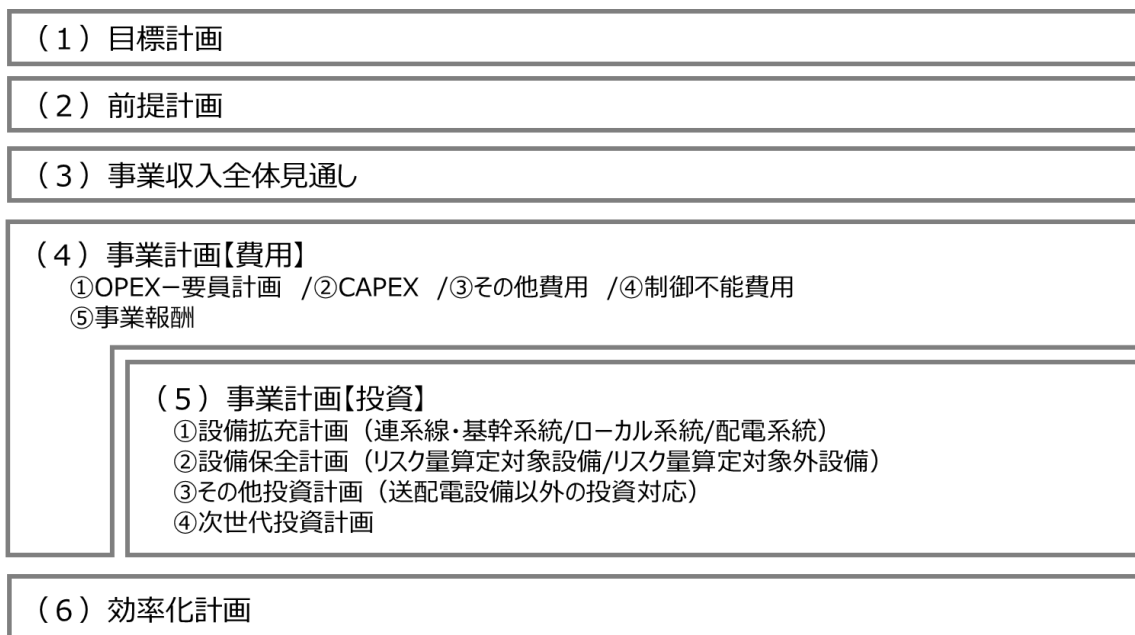 （１）目標計画
（２）前提計画
（３）事業収入全体見通し
（４）事業計画【費用】
①OPEX－要員計画 /②CAPEX /③その他費用 /④制御不能費用
⑤事業報酬
（５）事業計画【投資】
①設備拡充計画（連系線・基幹系統/ローカル系統/配電系統）
②設備保全計画（リスク量算定対象設備/リスク量算定対象外設備）
③その他投資計画（送配電設備以外の投資対応）
④次世代投資計画
（６）効率化計画